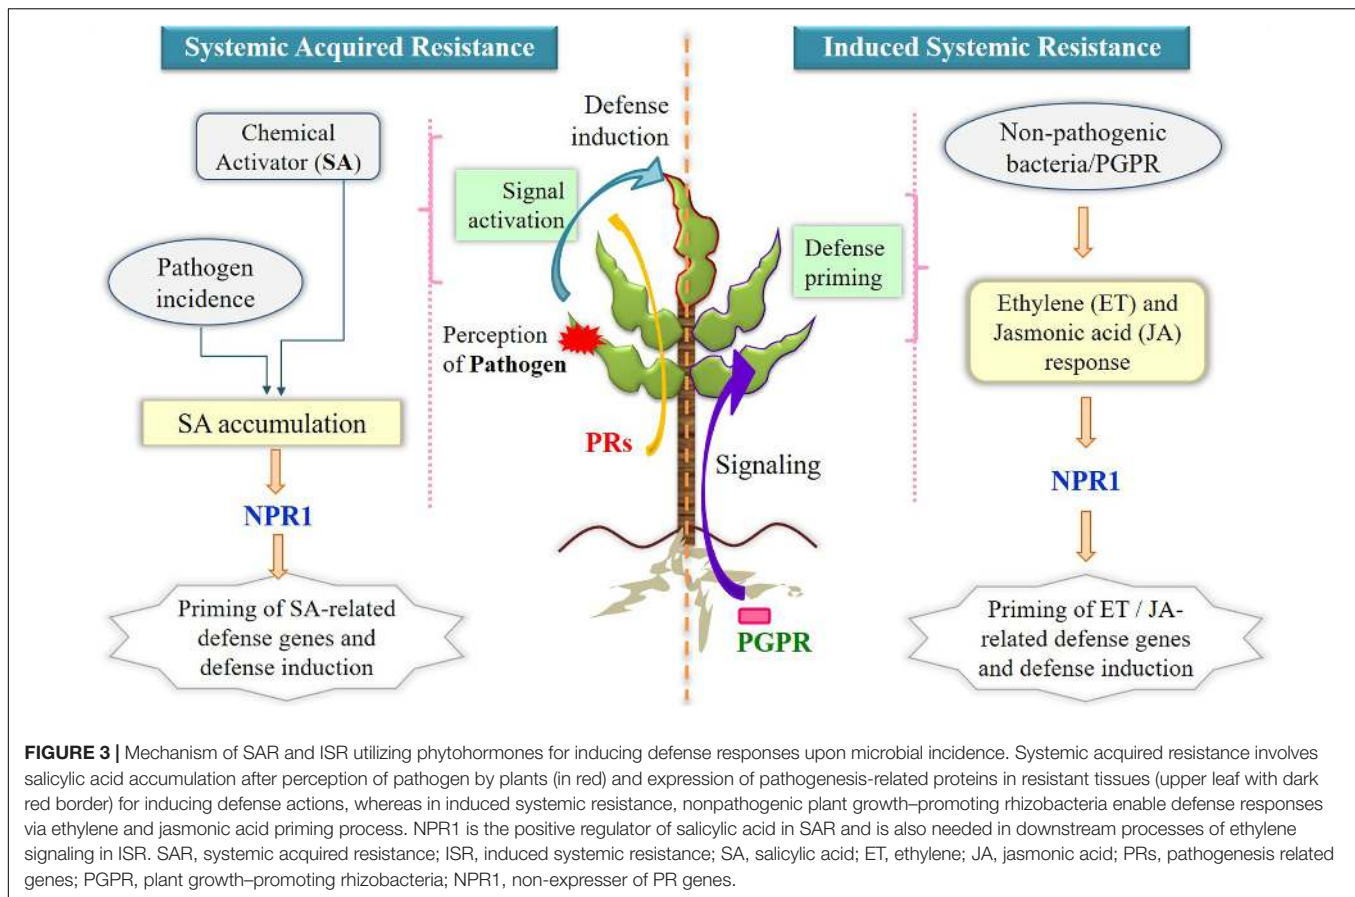 Systemic Acquired Resistance
Induced Systemic Resistance
Chemical
Activator (SA)
Pathogen
incidence
SA accumulation
NPR1
Priming of SA-related
defense genes and
defense induction
Defense
induction
Signal
activation
Perception
of Pathogen
PRs
Signaling
PGPR
Defense
priming
Non-pathogenic
bacteria/PGPR
Ethylene (ET) and
Jasmonic acid (JA)
response
NPR1
Priming of ET / JA-
related defense genes
and defense induction
FIGURE 3 | Mechanism of SAR and ISR utilizing phytohormones for inducing defense responses upon microbial incidence. Systemic acquired resistance involves
salicylic acid accumulation after perception of pathogen by plants (in red) and expression of pathogenesis-related proteins in resistant tissues (upper leaf with dark
red border) for inducing defense actions, whereas in induced systemic resistance, nonpathogenic plant growth–promoting rhizobacteria enable defense responses
via ethylene and jasmonic acid priming process. NPR1 is the positive regulator of salicylic acid in SAR and is also needed in downstream processes of ethylene
signaling in ISR. SAR, systemic acquired resistance; ISR, induced systemic resistance; SA, salicylic acid; ET, ethylene; JA, jasmonic acid; PRs, pathogenesis related
genes; PGPR, plant growth–promoting rhizobacteria; NPR1, non-expresser of PR genes.